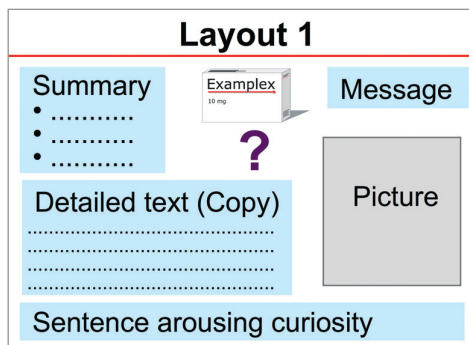 Layout 1
Summary
• ...........
• ...........
• ...........
Examplex
10 mg
?
Message
Detailed text (Copy)
.................................................
.................................................
.................................................
.................................................
Picture
Sentence arousing curiosity